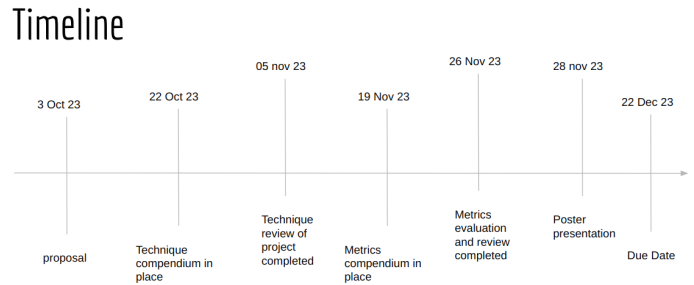 Timeline
3 Oct 23
22 Oct 23
05 nov 23
19 Nov 23
26 Nov 23
28 nov 23
22 Dec 23
proposal
Technique
compendium in
place
Technique
review of
project
completed
Metrics
compendium in
place
Metrics
evaluation
and review
completed
Poster
presentation
Due Date